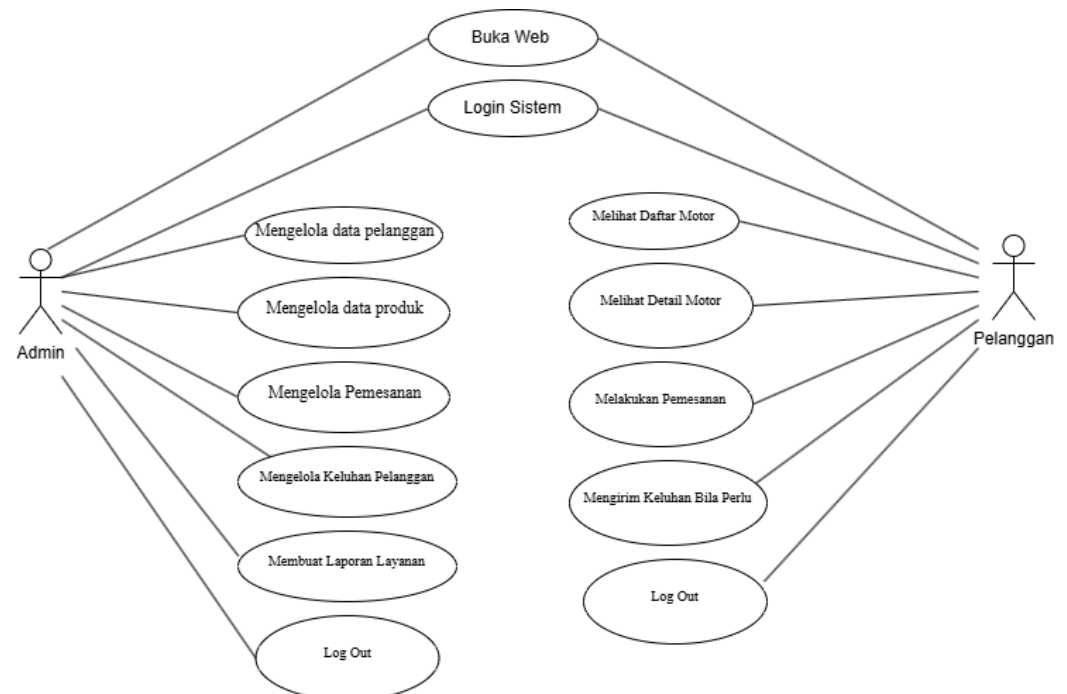 Buka Web
Login Sistem
Mengelola data pelanggan
Mengelola data produk
Mengelola Pemesanan
Mengelola Keluhan Pelanggan
Membuat Laporan Layanan
Log Out
Admin
Melihat Daftar Motor
Melihat Detail Motor
Melakukan Pemesanan
Mengirim Keluhan Bila Perlu
Log Out
Pelanggan